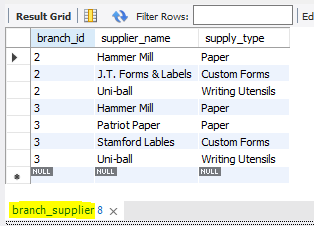 Result Grid Filter Rows: Ed
branch_id supplier_name supply_type
2 Hammer Mill Paper
2 J.T. Forms & Labels Custom Forms
2 Uni-ball Writing Utensils
3 Hammer Mill Paper
3 Patriot Paper Paper
3 Stamford Lables Custom Forms
3 Uni-ball Writing Utensils
NULL NULL NULL
branch_supplier 8